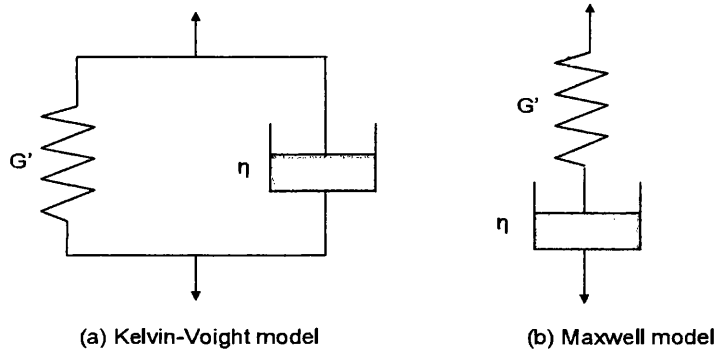 G'
η
(a) Kelvin-Voight model
G'
η
(b) Maxwell model